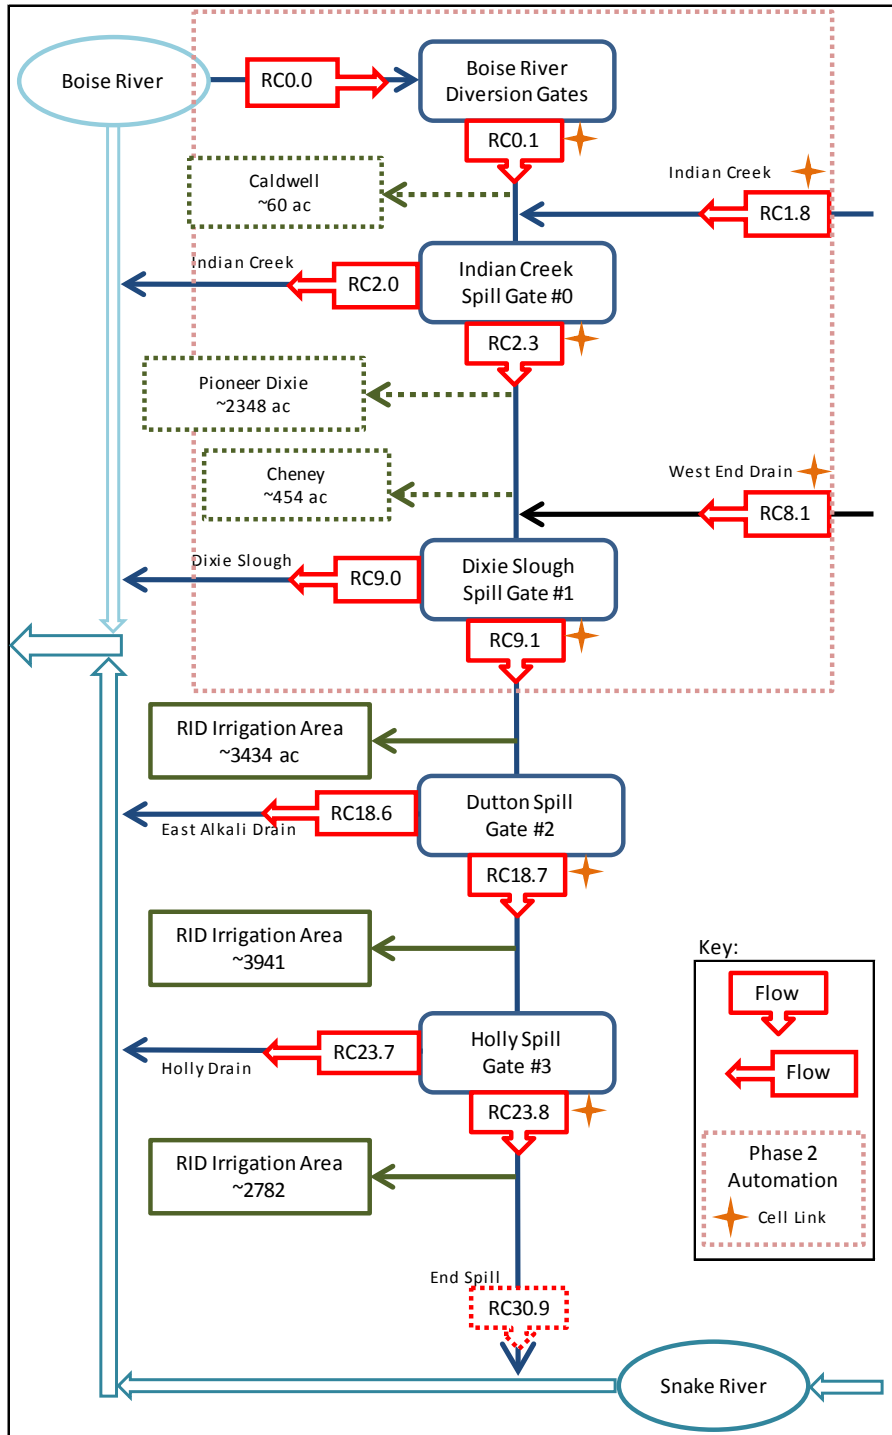 Boise River
RC0.0
Boise River
Diversion Gates
RC0.1
Caldwell
~60 ac
Indian Creek
RC1.8
Indian Creek
RC2.0
Indian Creek
Spill Gate #0
RC2.3
Pioneer Dixie
~2348 ac
Cheney
~454 ac
West End Drain
RC8.1
Dixie Slough
RC9.0
Dixie Slough
Spill Gate #1
RC9.1
RID Irrigation Area
~3434 ac
RC18.6
East Alkali Drain
Dutton Spill
Gate #2
RC18.7
RID Irrigation Area
~3941
RC23.7
Holly Drain
Holly Spill
Gate #3
RC23.8
RID Irrigation Area
~2782
End Spill
RC30.9
Snake River
Key:
Flow
Flow
Phase 2
Automation
Cell Link